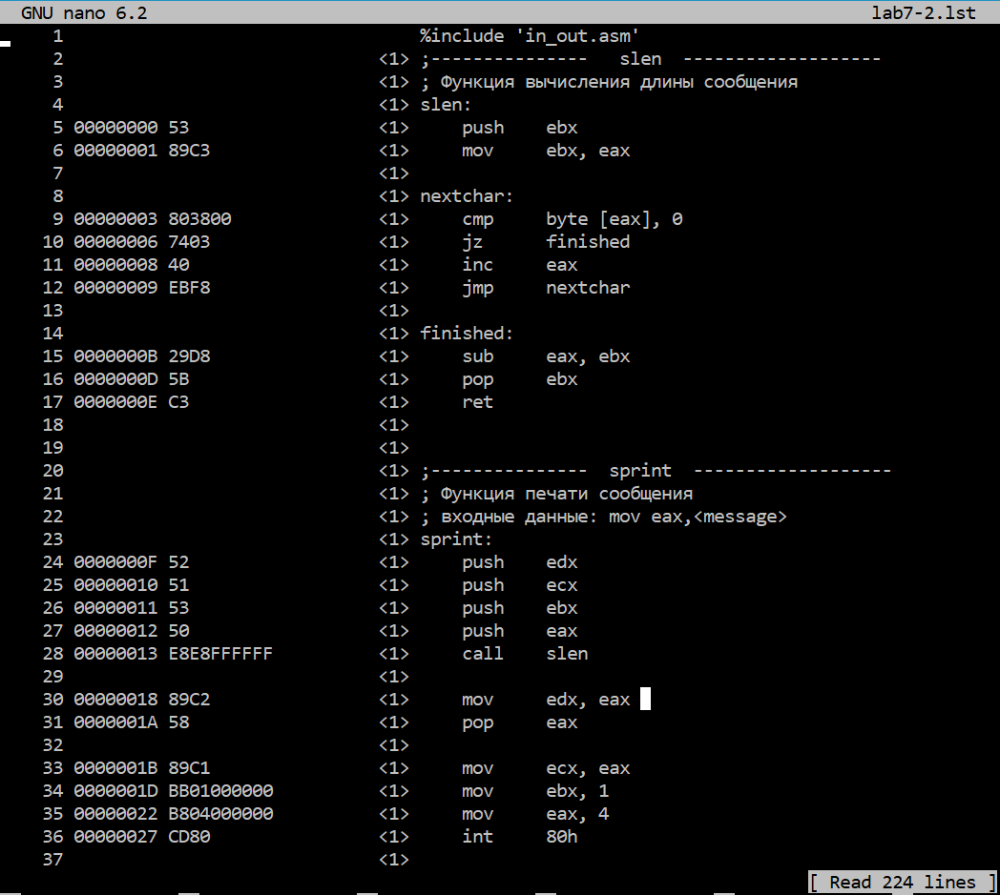 GNU nano 6.2 lab7-2.lst
1 %include 'in_out.asm'
2 <1> ;--------------- slen -------------------
3 <1> ; Функция вычисления длины сообщения
4 <1> slen:
5 00000000 53 <1> push ebx
6 00000001 89C3 <1> mov ebx, eax
7 <1>
8 <1> nextchar:
9 00000003 803800 <1> cmp byte [eax], 0
10 00000006 7403 <1> jz finished
11 00000008 40 <1> inc eax
12 00000009 EBF8 <1> jmp nextchar
13 <1>
14 <1> finished:
15 0000000B 29D8 <1> sub eax, ebx
16 0000000D 5B <1> pop ebx
17 0000000E C3 <1> ret
18 <1>
19 <1>
20 <1> ;--------------- sprint -------------------
21 <1> ; Функция печати сообщения
22 <1> ; входные данные: mov eax,<message>
23 <1> sprint:
24 0000000F 52 <1> push edx
25 00000010 51 <1> push ecx
26 00000011 53 <1> push ebx
27 00000012 50 <1> push eax
28 00000013 E8E8FFFFFF <1> call slen
29 <1>
30 00000018 89C2 <1> mov edx, eax
31 0000001A 58 <1> pop eax
32 <1>
33 0000001B 89C1 <1> mov ecx, eax
34 0000001D BB01000000 <1> mov ebx, 1
35 00000022 B804000000 <1> mov eax, 4
36 00000027 CD80 <1> int 80h
37 <1>
[ Read 224 lines ]